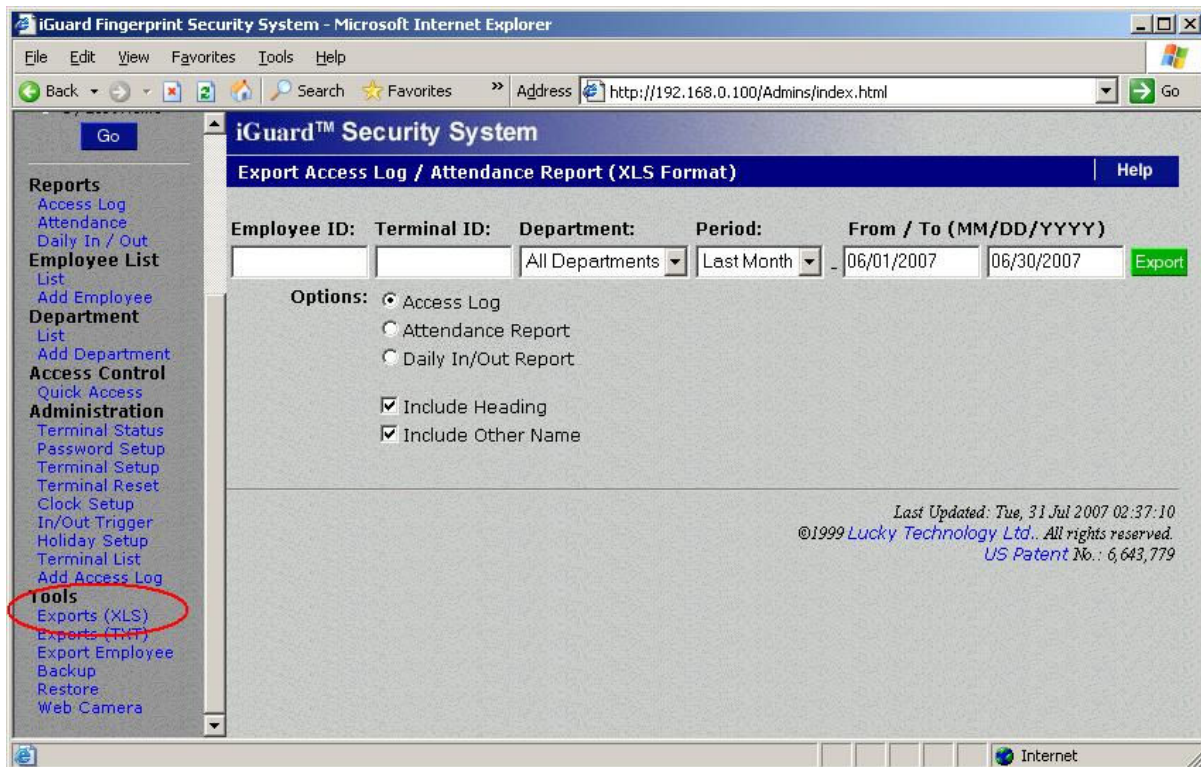 iGuard Fingerprint Security System - Microsoft Internet Explorer
File Edit View Favorites Tools Help
Back Search Favorites » Address http://192.168.0.100/Admins/index.html Go
Go
Reports
Access Log
Attendance
Daily In / Out
Employee List
List
Add Employee
Department
List
Add Department
Access Control
Quick Access
Administration
Terminal Status
Password Setup
Terminal Setup
Terminal Reset
Clock Setup
In/Out Trigger
Holiday Setup
Terminal List
Add Access Log
Tools
Exports (XLS)
Exports (TXT)
Export Employee
Backup
Restore
Web Camera
iGuard™ Security System
Export Access Log / Attendance Report (XLS Format) | Help
Employee ID: Terminal ID: Department: Period: From / To (MM/DD/YYYY)
All Departments Last Month - 06/01/2007 06/30/2007 Export
Options: Access Log
Attendance Report
Daily In/Out Report
Include Heading
Include Other Name
Last Updated: Tue, 31 Jul 2007 02:37:10
©1999 Lucky Technology Ltd.. All rights reserved.
US Patent No.: 6,643,779
Internet